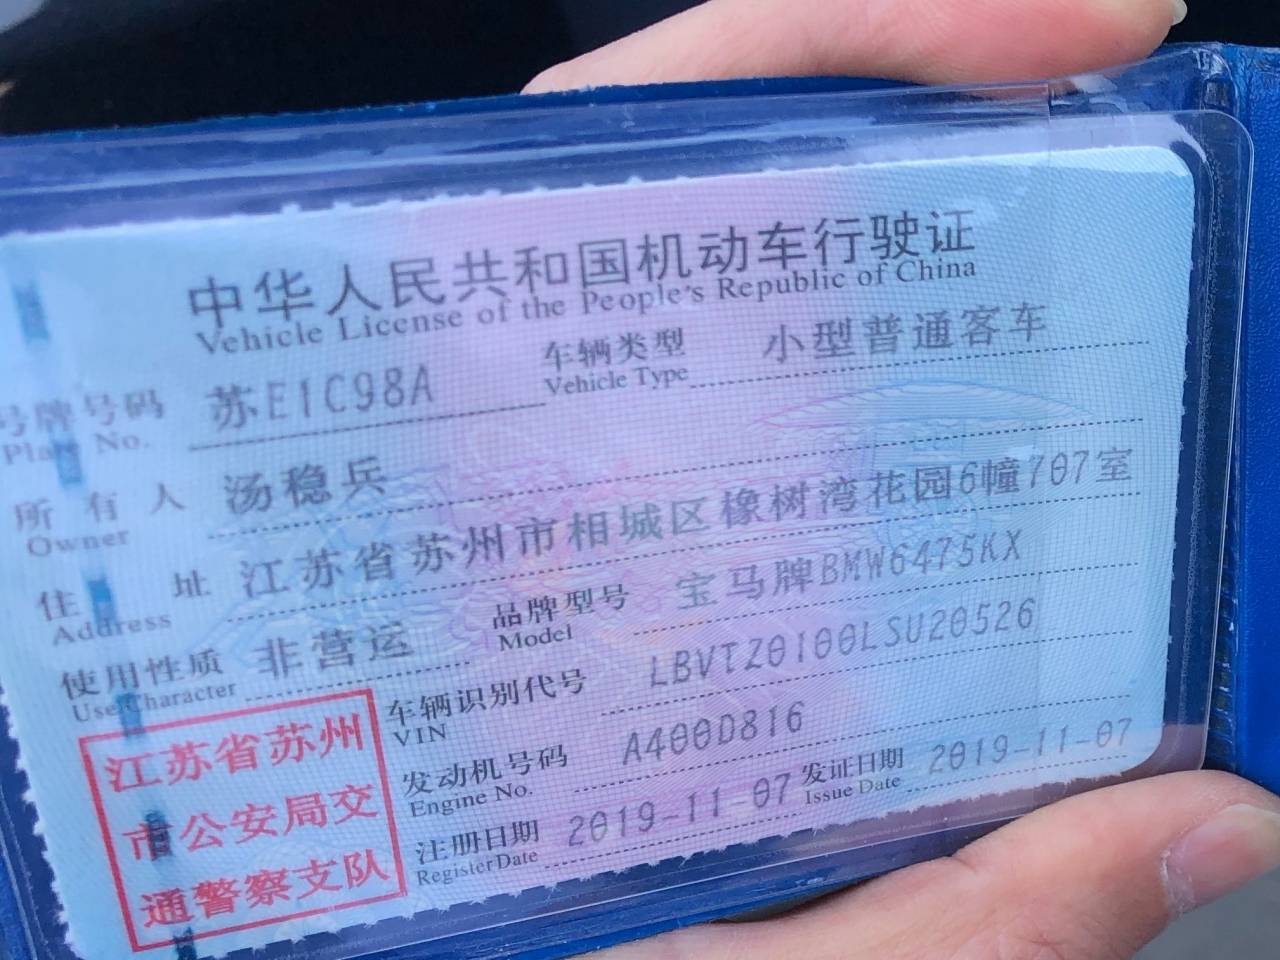 中华人民共和国机动车行驶证
Vehicle License of the People's Republic of China
号牌号码 苏E1C98A 车辆类型 小型普通客车
Plate No. Vehicle Type
所有人 汤稳兵
Owner
住址 江苏省苏州市相城区橡树湾花园6幢707室
Address
使用性质 非营运 品牌型号 宝马牌BMW6475KX
Use Character Model
车辆识别代号 LBVTZ0100LSU20526
VIN
发动机号码 A400D816
Engine No.
注册日期 2019-11-07 发证日期 2019-11-07
Register Date Issue Date
江苏省苏州
市公安局交
通警察支队